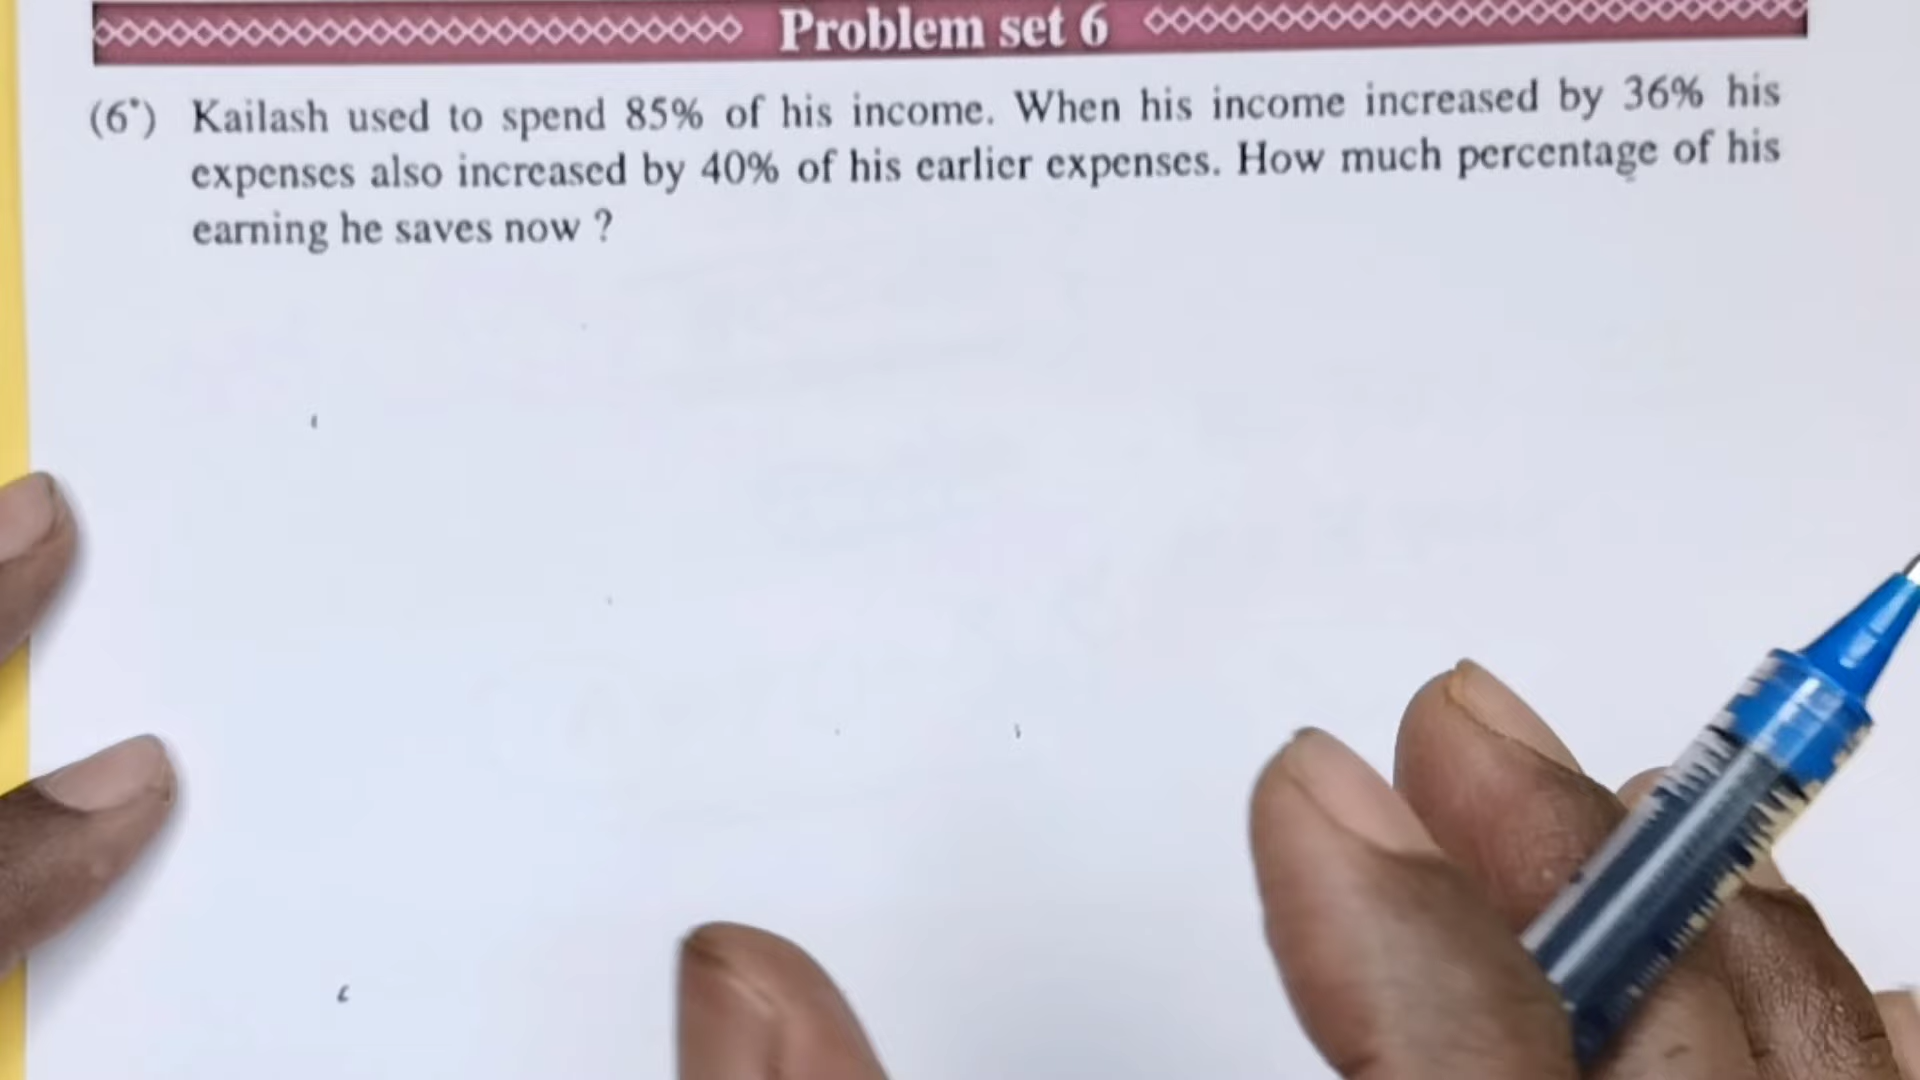 Problem set 6
(6*) Kailash used to spend 85% of his income. When his income increased by 36% his
expenses also increased by 40% of his earlier expenses. How much percentage of his
earning he saves now ?